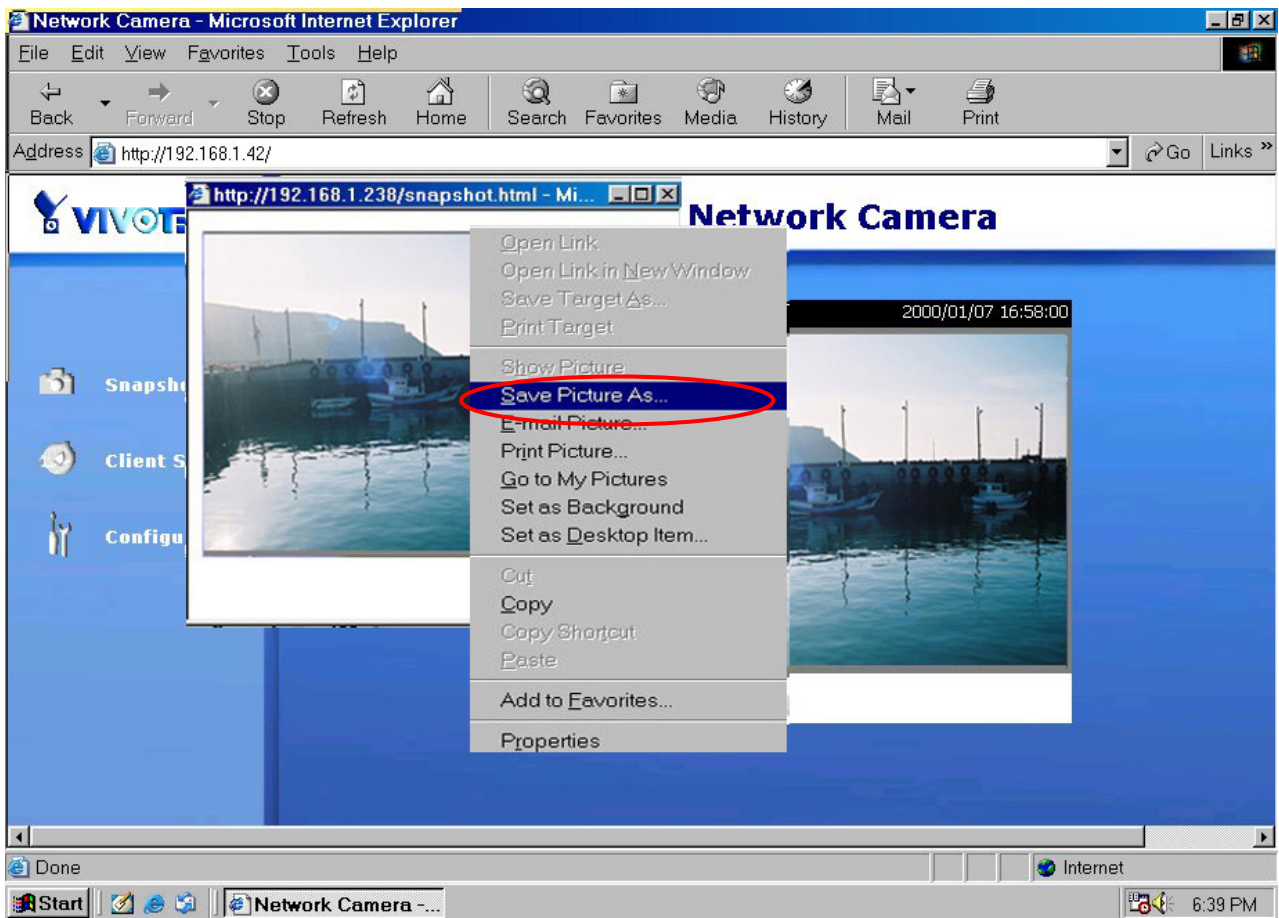 Network Camera - Microsoft Internet Explorer
File Edit View Favorites Tools Help
Back Forward Stop Refresh Home Search Favorites Media History Mail Print
Address http://192.168.1.42/ Go Links »
http://192.168.1.238/snapshot.html - Mi...
Network Camera
2000/01/07 16:58:00
Open Link
Open Link in New Window
Save Target As...
Print Target
Show Picture
Save Picture As...
E-mail Picture...
Print Picture...
Go to My Pictures
Set as Background
Set as Desktop Item...
Cut
Copy
Copy Shortcut
Paste
Add to Favorites...
Properties
Client S
Configu
Done Internet
Start Network Camera -... 6:39 PM